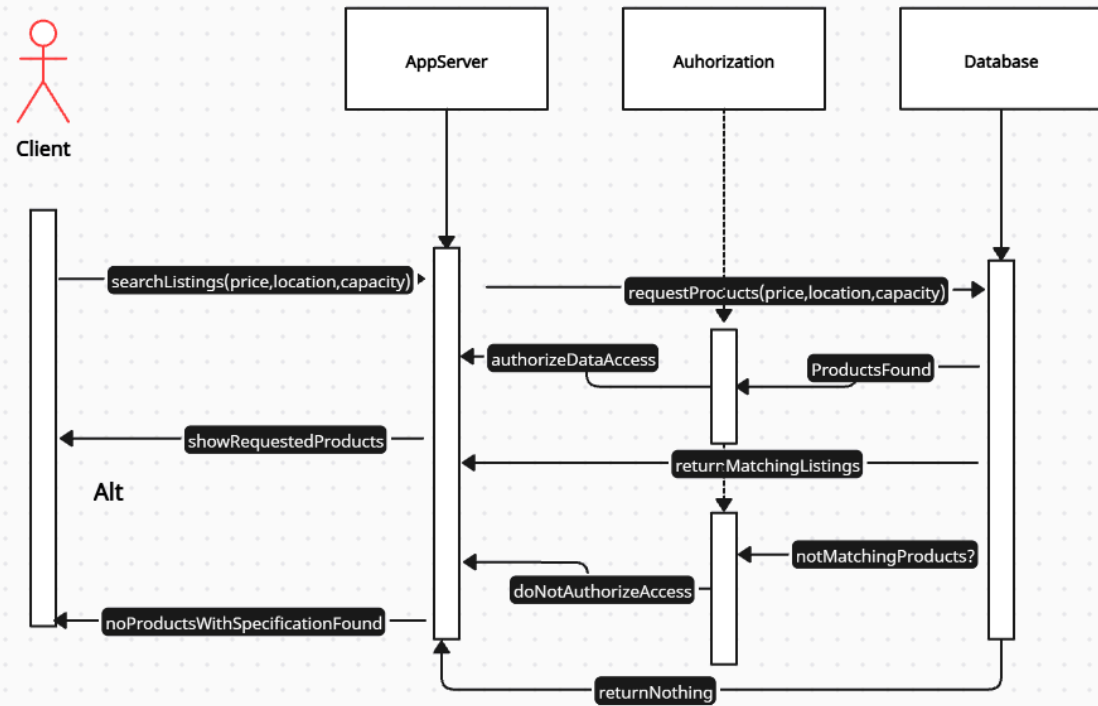 AppServer
Auhorization
Database
Client
searchListings(price,location,capacity)
requestProducts(price,location,capacity)
authorizeDataAccess
ProductsFound
showRequestedProducts
returnMatchingListings
Alt
notMatchingProducts?
doNotAuthorizeAccess
noProductsWithSpecificationFound
returnNothing